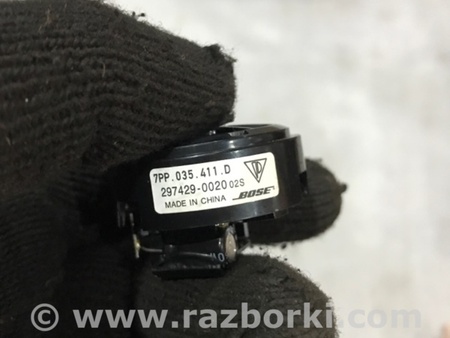 7PP.035.411.D
297429-0020 02S
MADE IN CHINA BOSE
© www.razborki.com